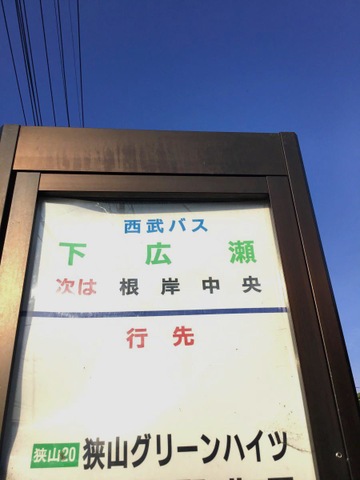 西武バス
下広瀬
次は 根岸中央
行先
狭山20 狭山グリーンハイツ